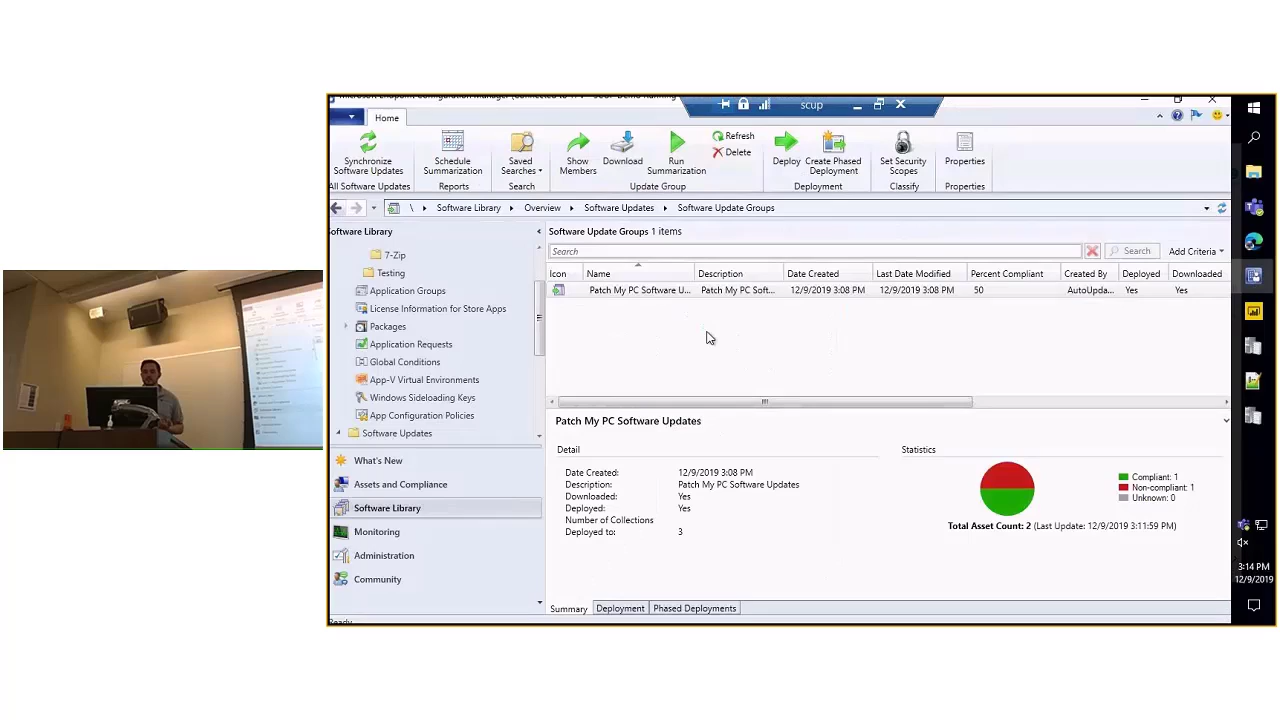 scup
Home
Synchronize
Software Updates
Schedule
Summarization
Saved
Searches
Show
Members
Download
Run
Summarization
Refresh
Delete
Deploy
Create Phased
Deployment
Set Security
Scopes
Properties
All Software Updates
Reports
Search
Update Group
Deployment
Classify
Properties
\ Software Library Overview Software Updates Software Update Groups
Software Library
7-Zip
Testing
Application Groups
License Information for Store Apps
Packages
Application Requests
Global Conditions
App-V Virtual Environments
Windows Sideloading Keys
App Configuration Policies
Software Updates
What's New
Assets and Compliance
Software Library
Monitoring
Administration
Community
Ready
Software Update Groups 1 items
Search
Search
Add Criteria
Icon Name Description Date Created Last Date Modified Percent Compliant Created By Deployed Downloaded
Patch My PC Software U... Patch My PC Soft... 12/9/2019 3:08 PM 12/9/2019 3:08 PM 50 AutoUpda... Yes Yes
Patch My PC Software Updates
Detail
Date Created: 12/9/2019 3:08 PM
Description: Patch My PC Software Updates
Downloaded: Yes
Deployed: Yes
Number of Collections
Deployed to: 3
Statistics
Compliant: 1
Non-compliant: 1
Unknown: 0
Total Asset Count: 2 (Last Update: 12/9/2019 3:11:59 PM)
Summary Deployment Phased Deployments
3:14 PM
12/9/2019